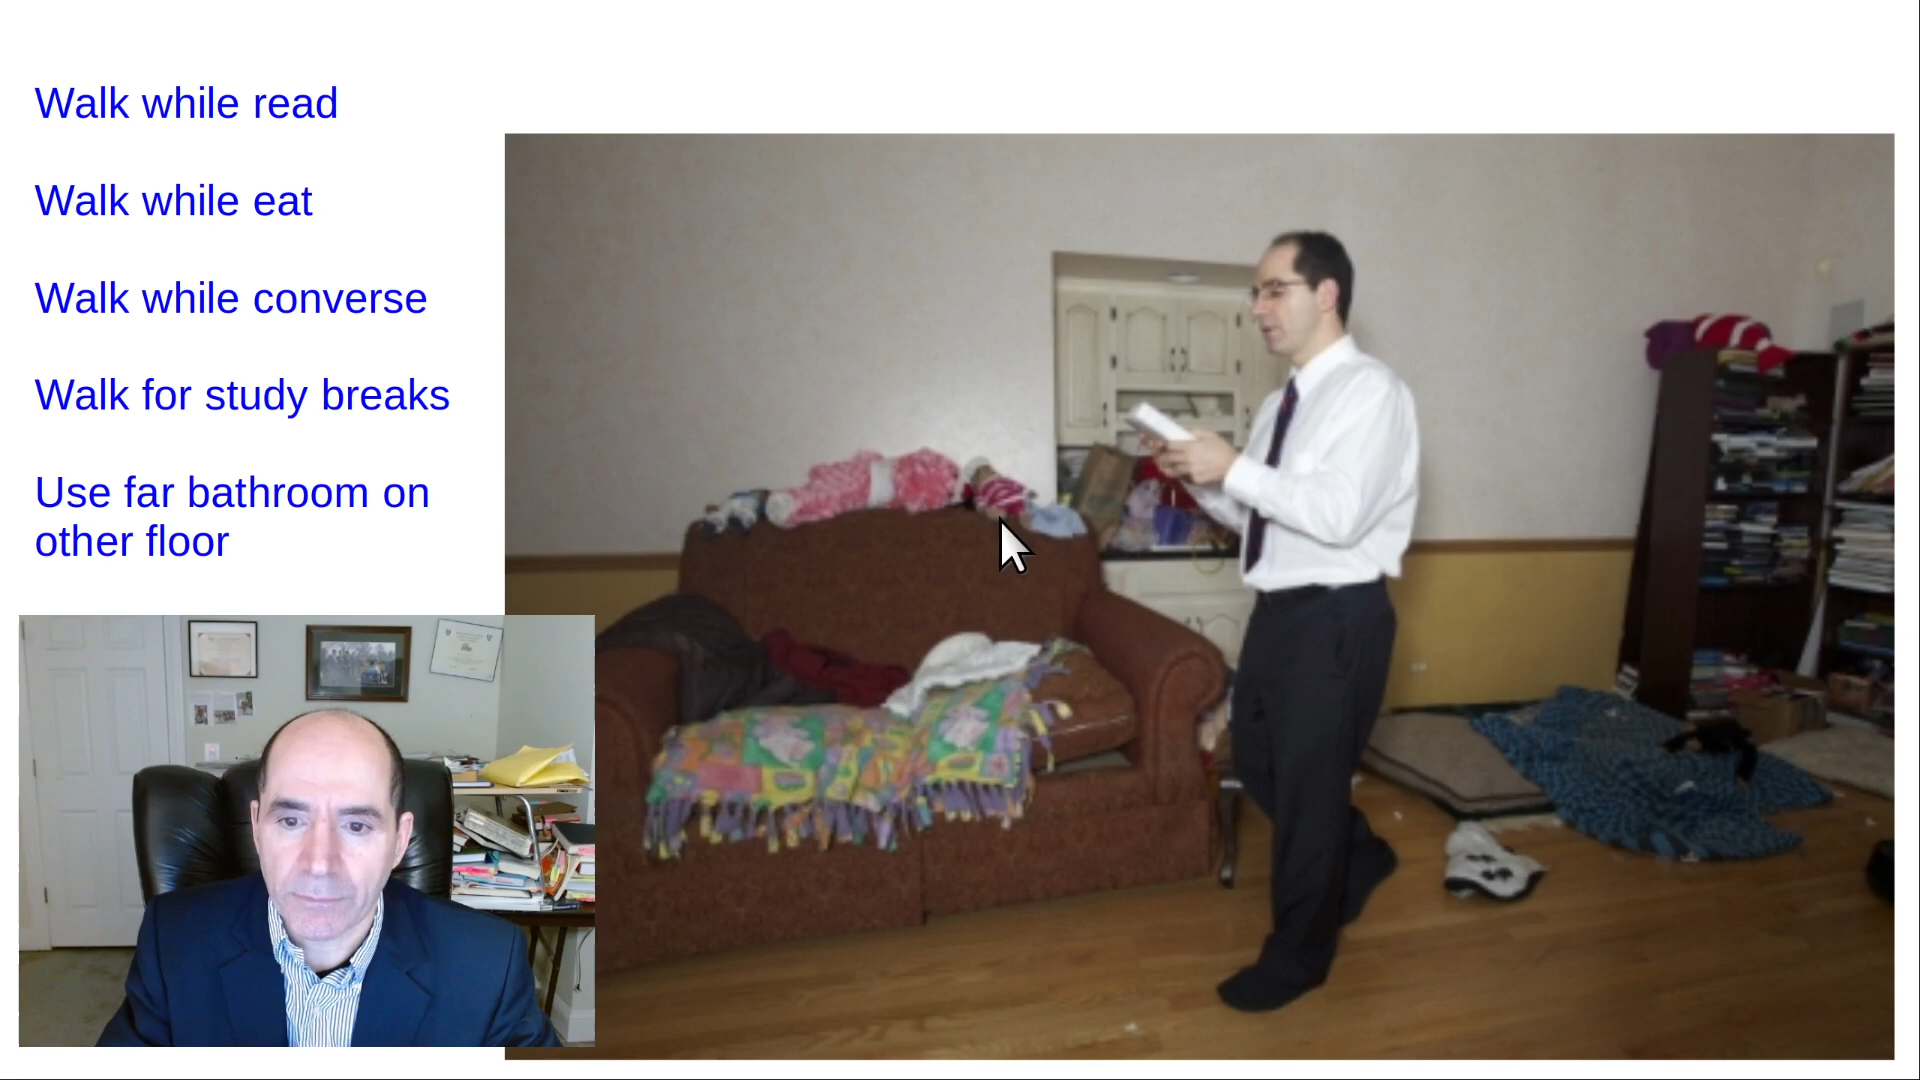 Walk while read
Walk while eat
Walk while converse
Walk for study breaks
Use far bathroom on
other floor